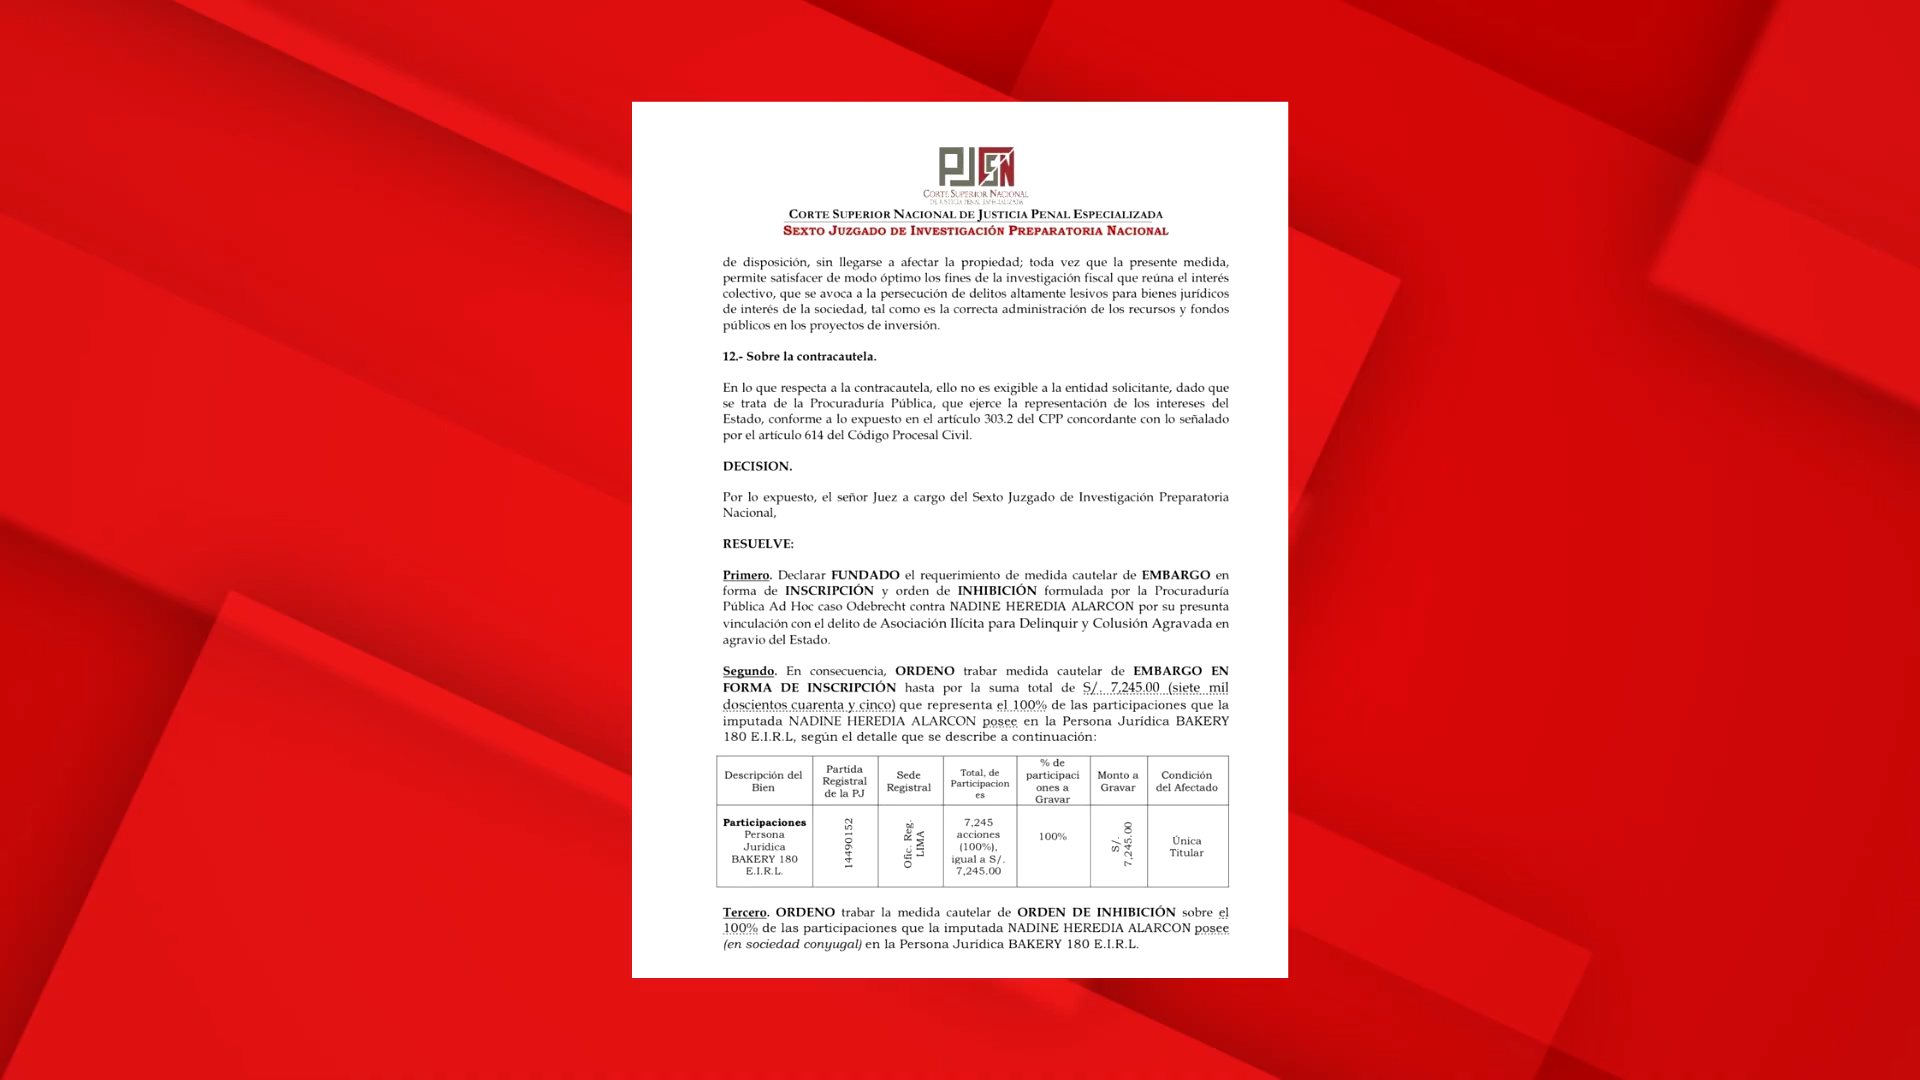 PJ CSN
CORTE SUPERIOR NACIONAL
DE JUSTICIA PENAL ESPECIALIZADA
CORTE SUPERIOR NACIONAL DE JUSTICIA PENAL ESPECIALIZADA
SEXTO JUZGADO DE INVESTIGACIÓN PREPARATORIA NACIONAL
de disposición, sin llegarse a afectar la propiedad; toda vez que la presente medida,
permite satisfacer de modo óptimo los fines de la investigación fiscal que reúna el interés
colectivo, que se avoca a la persecución de delitos altamente lesivos para bienes jurídicos
de interés de la sociedad, tal como es la correcta administración de los recursos y fondos
públicos en los proyectos de inversión.
12.- Sobre la contracautela.
En lo que respecta a la contracautela, ello no es exigible a la entidad solicitante, dado que
se trata de la Procuraduría Pública, que ejerce la representación de los intereses del
Estado, conforme a lo expuesto en el artículo 303.2 del CPP concordante con lo señalado
por el artículo 614 del Código Procesal Civil.
DECISION.
Por lo expuesto, el señor Juez a cargo del Sexto Juzgado de Investigación Preparatoria
Nacional,
RESUELVE:
Primero. Declarar FUNDADO el requerimiento de medida cautelar de EMBARGO en
forma de INSCRIPCIÓN y orden de INHIBICIÓN formulada por la Procuraduría
Pública Ad Hoc caso Odebrecht contra NADINE HEREDIA ALARCON por su presunta
vinculación con el delito de Asociación Ilícita para Delinquir y Colusión Agravada en
agravio del Estado.
Segundo. En consecuencia, ORDENO trabar medida cautelar de EMBARGO EN
FORMA DE INSCRIPCIÓN hasta por la suma total de S/. 7,245.00 (siete mil
doscientos cuarenta y cinco) que representa el 100% de las participaciones que la
imputada NADINE HEREDIA ALARCON posee en la Persona Jurídica BAKERY
180 E.I.R.L, según el detalle que se describe a continuación:
Descripción del
Bien
Partida
Registral
de la PJ
Sede
Registral
Total, de
Participacion
es
% de
participaci
ones a
Gravar
Monto a
Gravar
Condición
del Afectado
Participaciones
Persona
Jurídica
BAKERY 180
E.I.R.L.
14490152
Ofic. Reg.
LIMA
7,245
acciones
(100%),
igual a S/.
7,245.00
100%
S/.
7,245.00
Única
Titular
Tercero. ORDENO trabar la medida cautelar de ORDEN DE INHIBICIÓN sobre el
100% de las participaciones que la imputada NADINE HEREDIA ALARCON posee
(en sociedad conyugal) en la Persona Jurídica BAKERY 180 E.I.R.L.